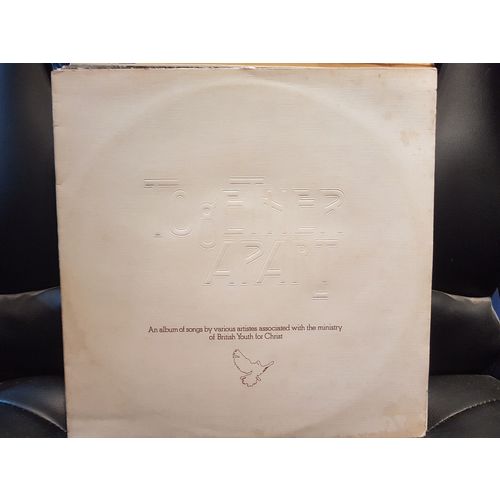 TOGETHER
APART
An album of songs by various artistes associated with the ministry
of British Youth for Christ